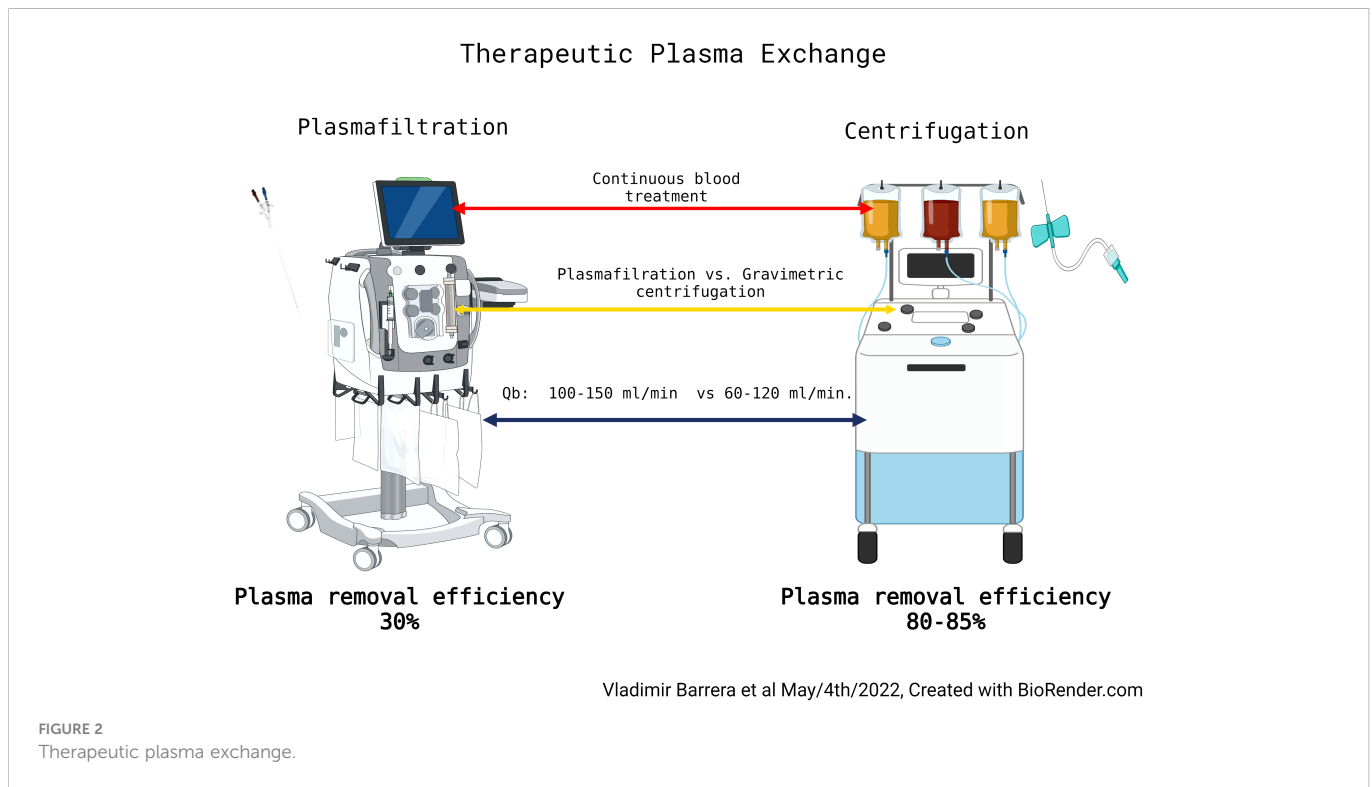 Therapeutic Plasma Exchange
Plasmafiltration
Centrifugation
Continuous blood
treatment
Plasmafilration vs. Gravimetric
centrifugation
Qb: 100-150 ml/min vs 60-120 ml/min.
Plasma removal efficiency
30%
Plasma removal efficiency
80-85%
Vladimir Barrera et al May/4th/2022, Created with BioRender.com
FIGURE 2
Therapeutic plasma exchange.